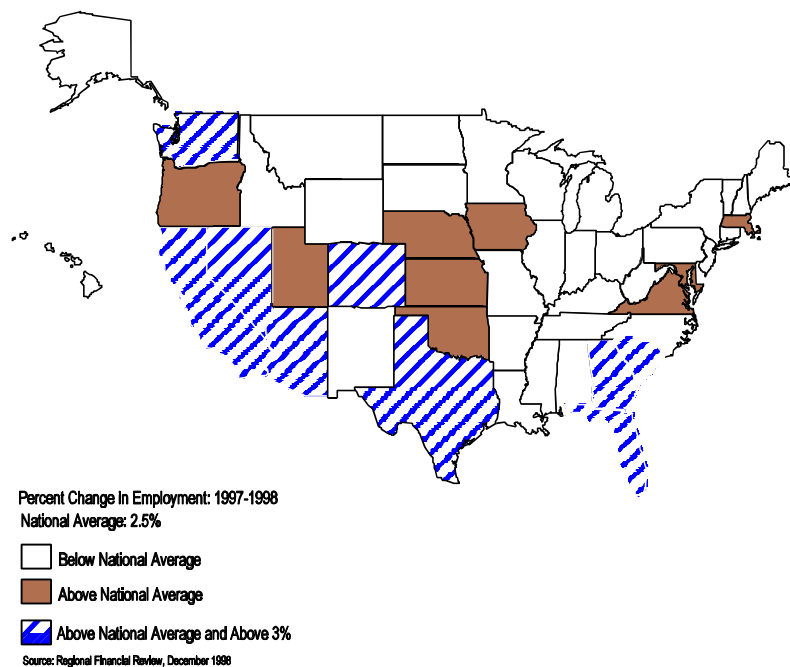 Percent Change In Employment: 1997-1998
National Average: 2.5%
Below National Average
Above National Average
Above National Average and Above 3%
Source: Regional Financial Review, December 1998